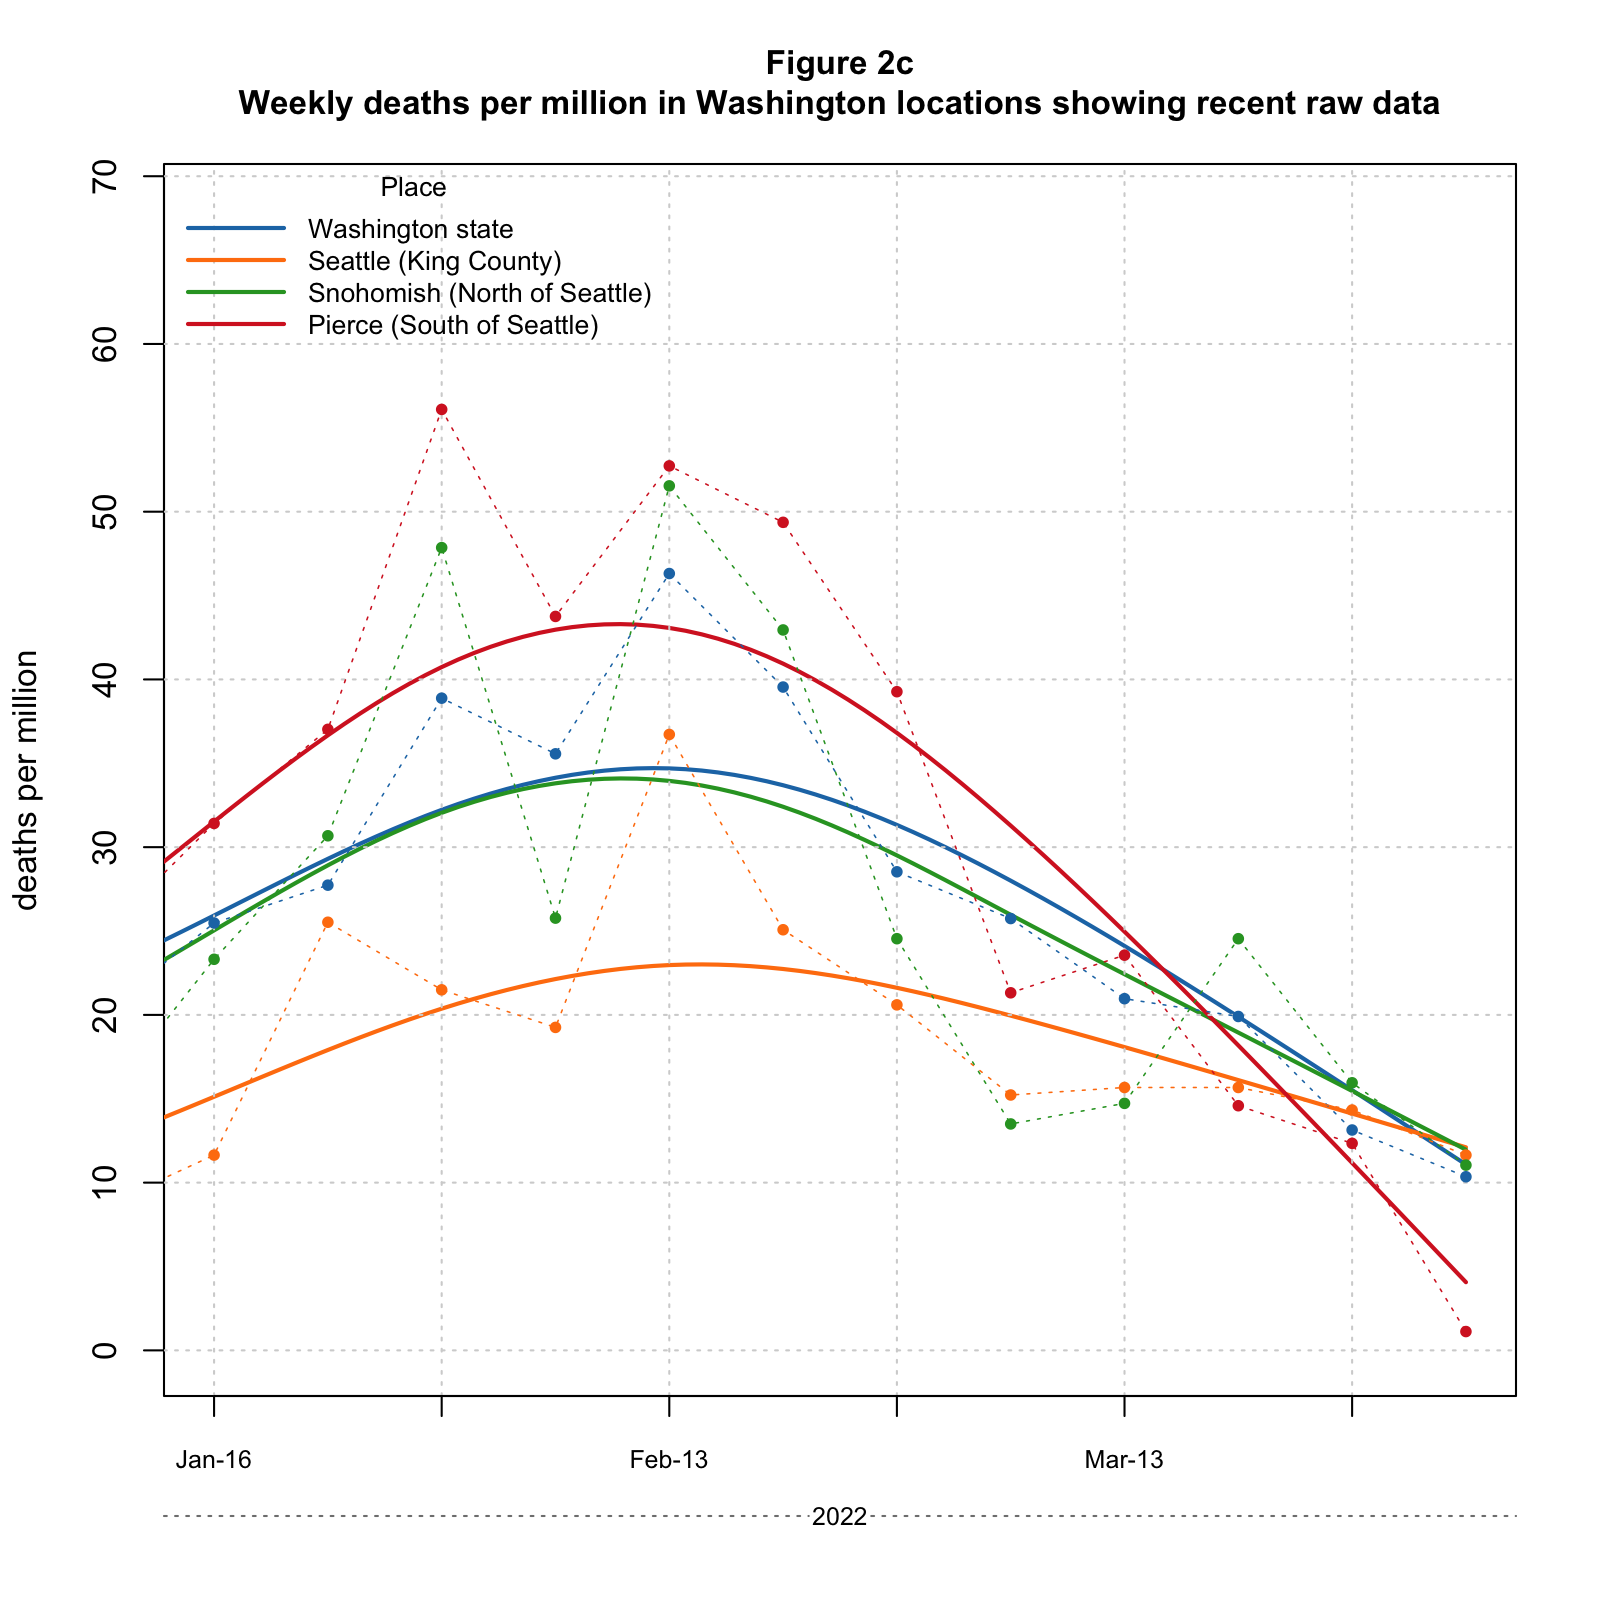 Figure 2c
Weekly deaths per million in Washington locations showing recent raw data
Place
Washington state
Seattle (King County)
Snohomish (North of Seattle)
Pierce (South of Seattle)
deaths per million
70
60
50
40
30
20
10
0
Jan-16 Feb-13 Mar-13
2022